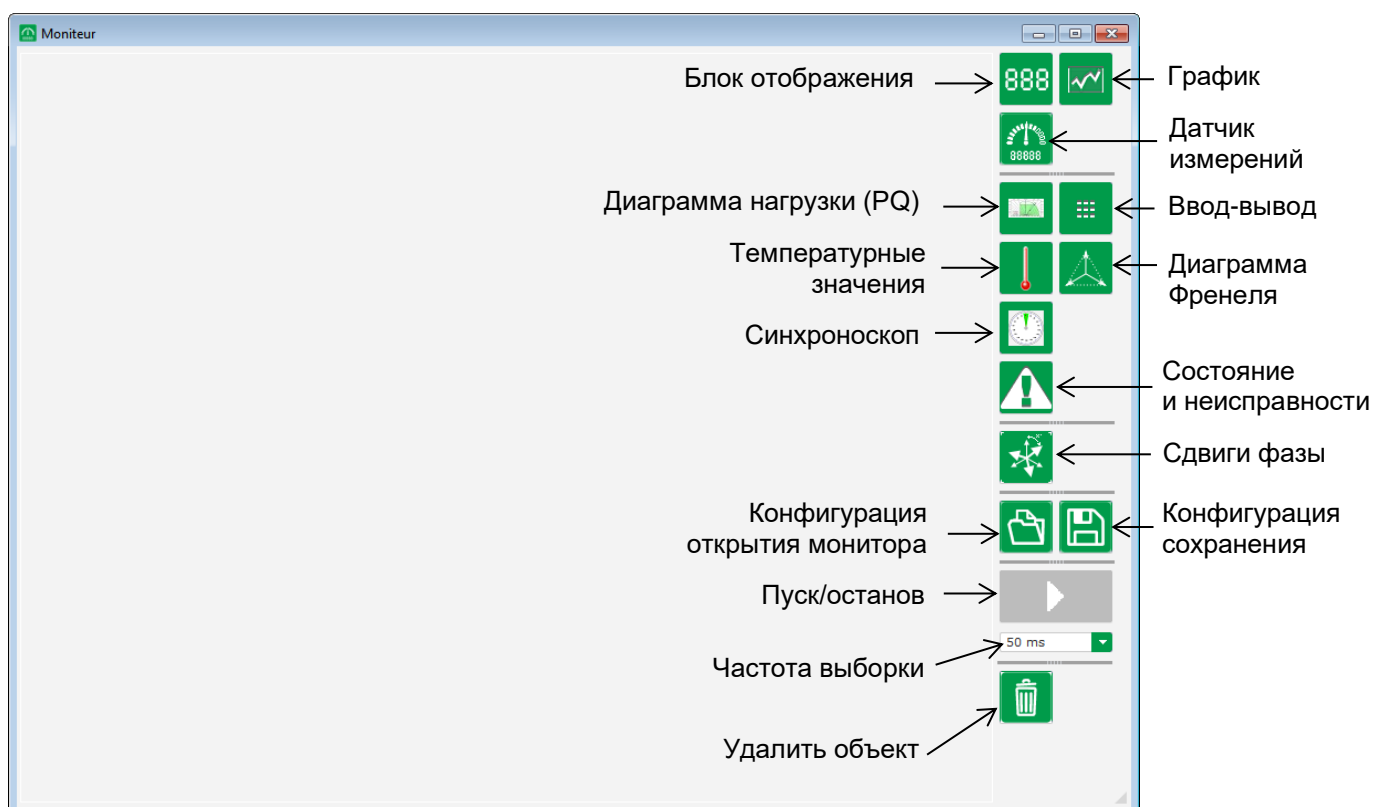 Moniteur
Блок отображения
888
График
88888
Датчик
измерений
Диаграмма нагрузки (PQ)
Ввод-вывод
Температурные
значения
Диаграмма
Френеля
Синхроноскоп
Состояние
и неисправности
Сдвиги фазы
Конфигурация
открытия монитора
Конфигурация
сохранения
Пуск/останов
50 ms
Частота выборки
Удалить объект